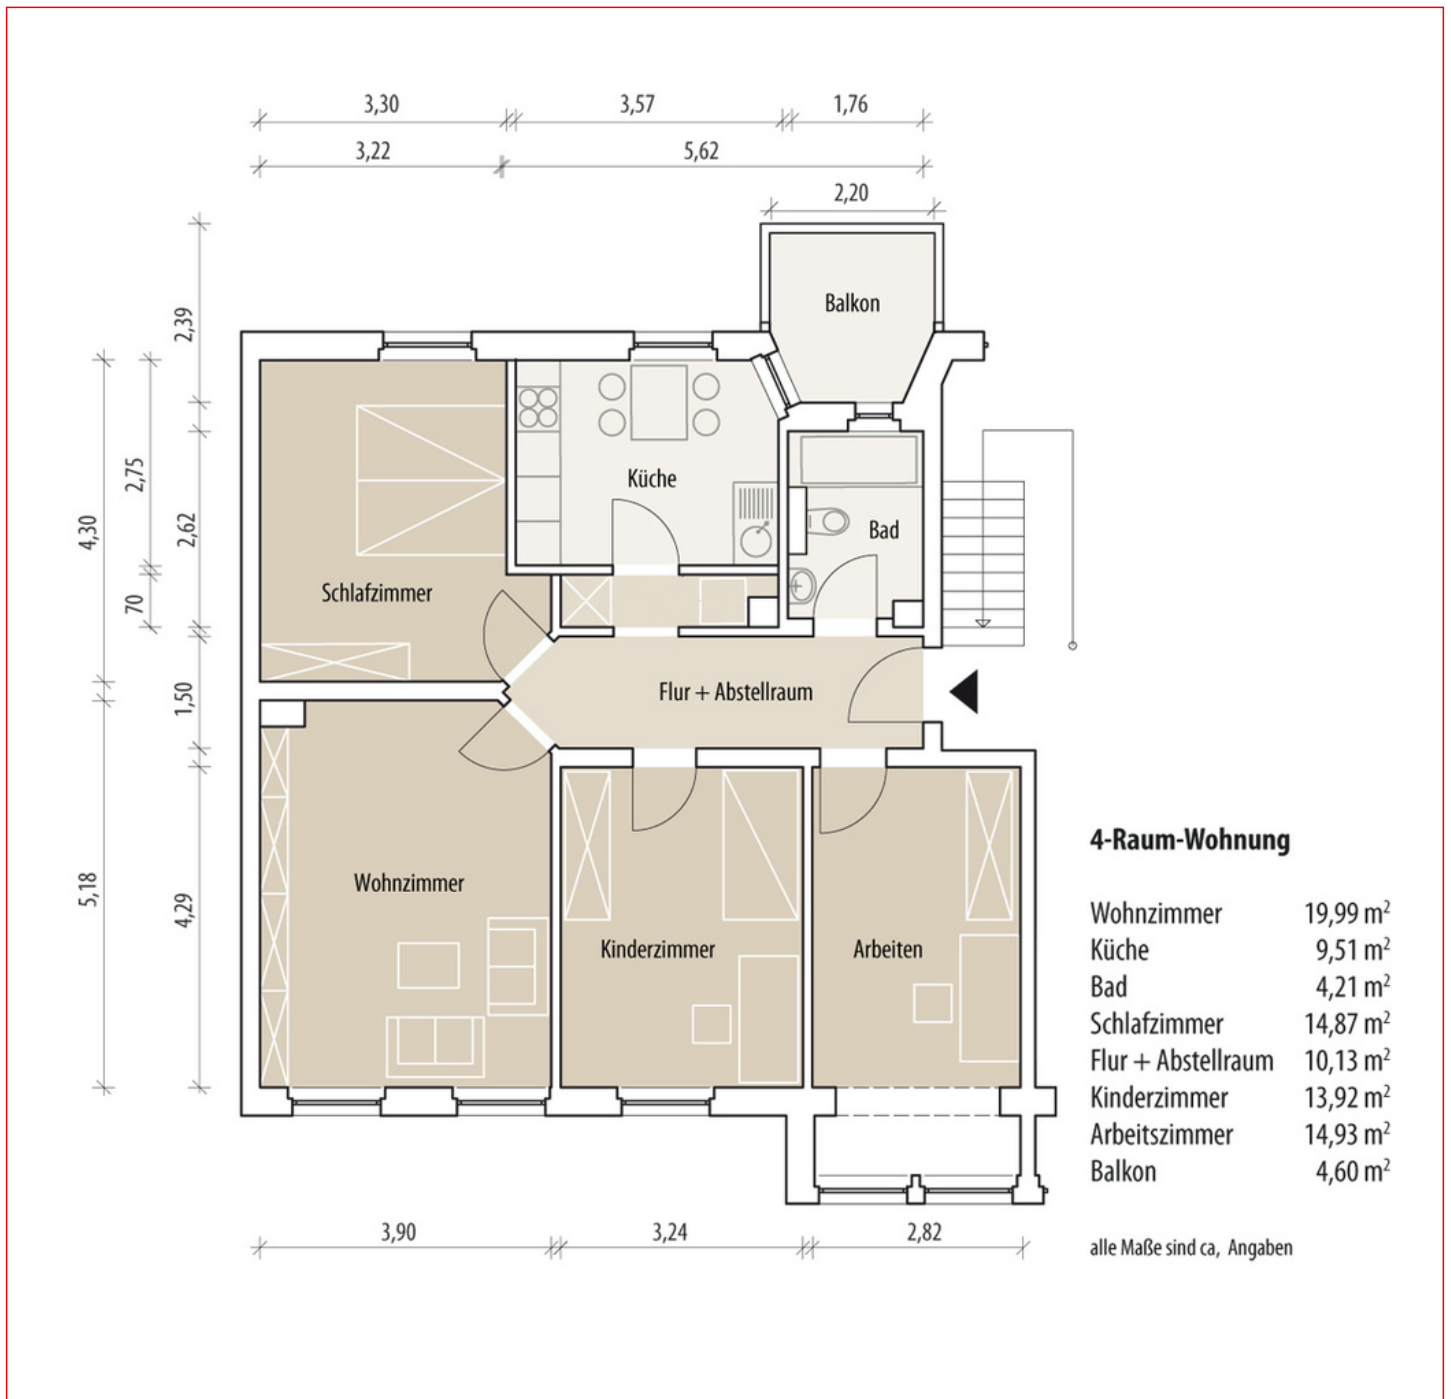 3,30 3,57 1,76
3,22 5,62
2,20
2,39
Balkon
4,30
2,75
2,62
70
Küche
Bad
Schlafzimmer
1,50
Flur + Abstellraum
5,18
4,29
Wohnzimmer
Kinderzimmer
Arbeiten
3,90 3,24 2,82
4-Raum-Wohnung
Wohnzimmer 19,99 m²
Küche 9,51 m²
Bad 4,21 m²
Schlafzimmer 14,87 m²
Flur + Abstellraum 10,13 m²
Kinderzimmer 13,92 m²
Arbeitszimmer 14,93 m²
Balkon 4,60 m²
alle Maße sind ca, Angaben